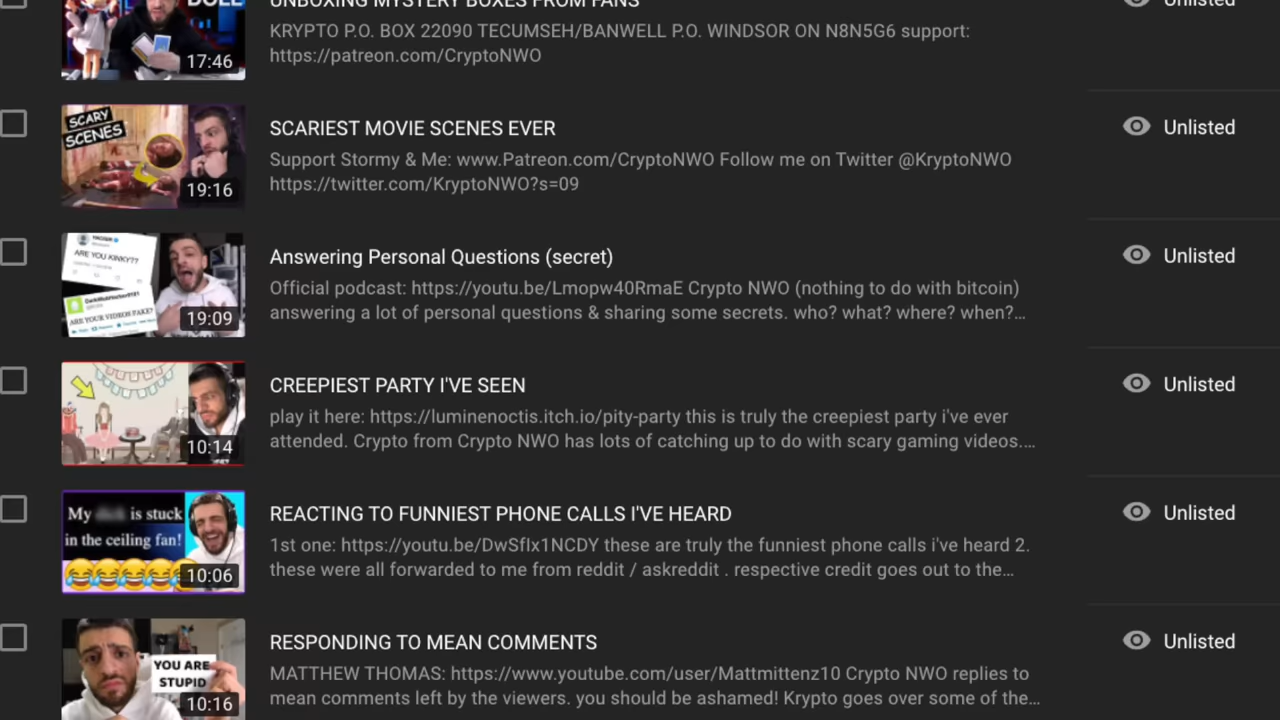 UNBOXING MYSTERY BOXES FROM FANS
KRYPTO P.O. BOX 22090 TECUMSEH/BANWELL P.O. WINDSOR ON N8N5G6 support:
https://patreon.com/CryptoNWO
Unlisted
DOLL
17:46
SCARY
SCENES
19:16
SCARIEST MOVIE SCENES EVER
Support Stormy & Me: www.Patreon.com/CryptoNWO Follow me on Twitter @KryptoNWO
https://twitter.com/KryptoNWO?s=09
Unlisted
ARE YOU KINKY??
ARE YOUR VIDEOS FAKE?
19:09
Answering Personal Questions (secret)
Official podcast: https://youtu.be/Lmopw40RmaE Crypto NWO (nothing to do with bitcoin)
answering a lot of personal questions & sharing some secrets. who? what? where? when?...
Unlisted
10:14
CREEPIEST PARTY I'VE SEEN
play it here: https://luminenoctis.itch.io/pity-party this is truly the creepiest party i've ever
attended. Crypto from Crypto NWO has lots of catching up to do with scary gaming videos....
Unlisted
My is stuck
in the ceiling fan!
10:06
REACTING TO FUNNIEST PHONE CALLS I'VE HEARD
1st one: https://youtu.be/DwSfIx1NCDY these are truly the funniest phone calls i've heard 2.
these were all forwarded to me from reddit / askreddit . respective credit goes out to the...
Unlisted
YOU ARE
STUPID
10:16
RESPONDING TO MEAN COMMENTS
MATTHEW THOMAS: https://www.youtube.com/user/Mattmittenz10 Crypto NWO replies to
mean comments left by the viewers. you should be ashamed! Krypto goes over some of the...
Unlisted